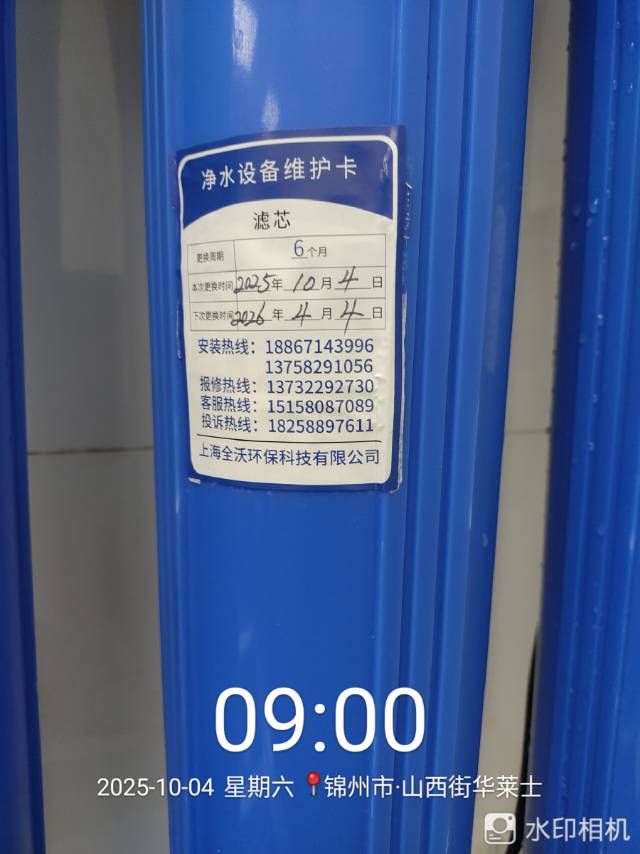 净水设备维护卡
滤芯
更换周期 6个月
本次更换时间 2025年 10月 4日
下次更换时间 2026年 4月 4日
安装热线：18867143996
13758291056
报修热线：13732292730
客服热线：15158087089
投诉热线：18258897611
上海全沃环保科技有限公司
09:00
2025-10-04 星期六 锦州市·山西街华莱士
水印相机